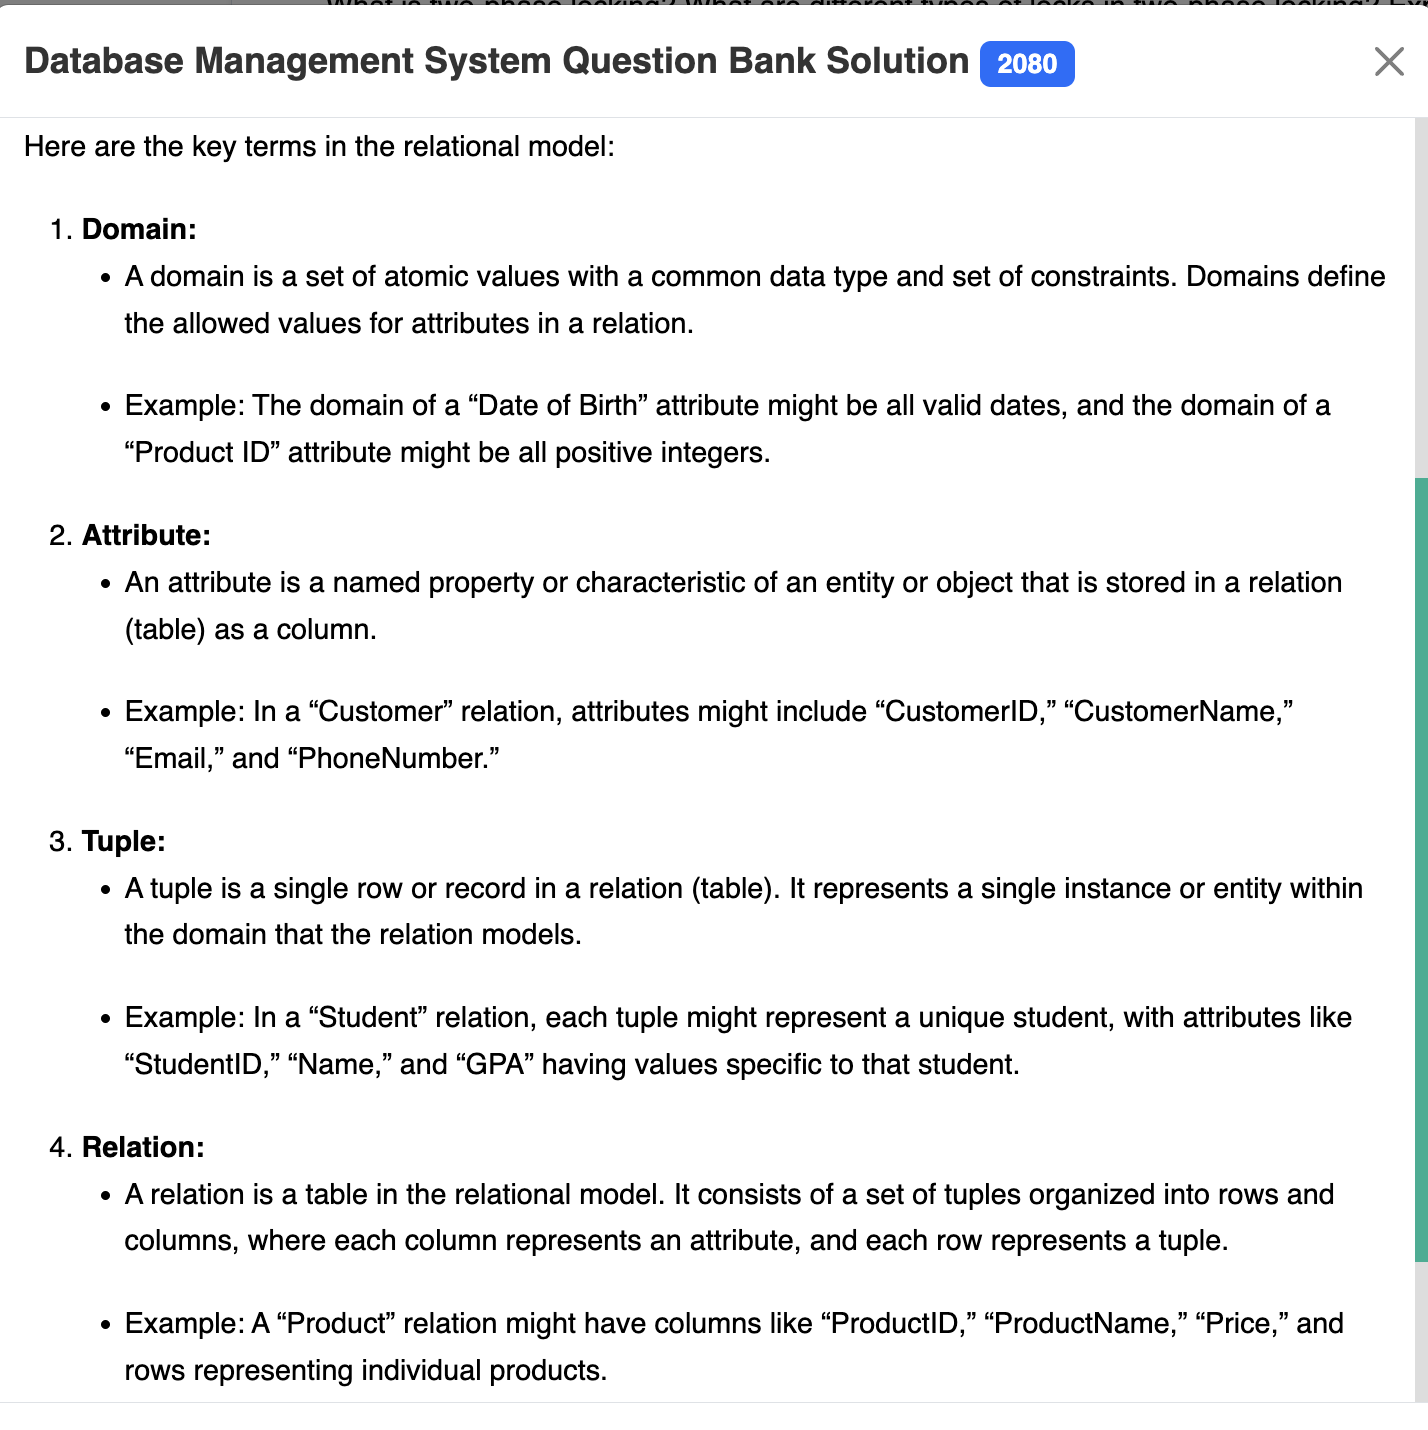 Database Management System Question Bank Solution 2080
Here are the key terms in the relational model:
1. Domain:
• A domain is a set of atomic values with a common data type and set of constraints. Domains define
the allowed values for attributes in a relation.
• Example: The domain of a “Date of Birth” attribute might be all valid dates, and the domain of a
“Product ID” attribute might be all positive integers.
2. Attribute:
• An attribute is a named property or characteristic of an entity or object that is stored in a relation
(table) as a column.
• Example: In a “Customer” relation, attributes might include “CustomerID,” “CustomerName,”
“Email,” and “PhoneNumber.”
3. Tuple:
• A tuple is a single row or record in a relation (table). It represents a single instance or entity within
the domain that the relation models.
• Example: In a “Student” relation, each tuple might represent a unique student, with attributes like
“StudentID,” “Name,” and “GPA” having values specific to that student.
4. Relation:
• A relation is a table in the relational model. It consists of a set of tuples organized into rows and
columns, where each column represents an attribute, and each row represents a tuple.
• Example: A “Product” relation might have columns like “ProductID,” “ProductName,” “Price,” and
rows representing individual products.